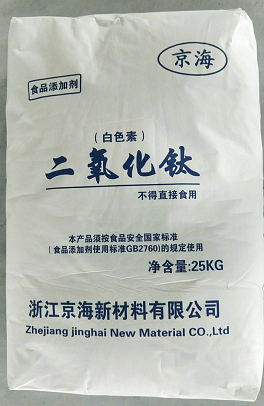 京海
食品添加剂
(白色素)
二氧化钛
不得直接食用
本产品须按食品安全国家标准
(食品添加剂使用标准GB2760)的规定使用
净含量:25KG
浙江京海新材料有限公司
Zhejiang jinghai New Material CO.,Ltd